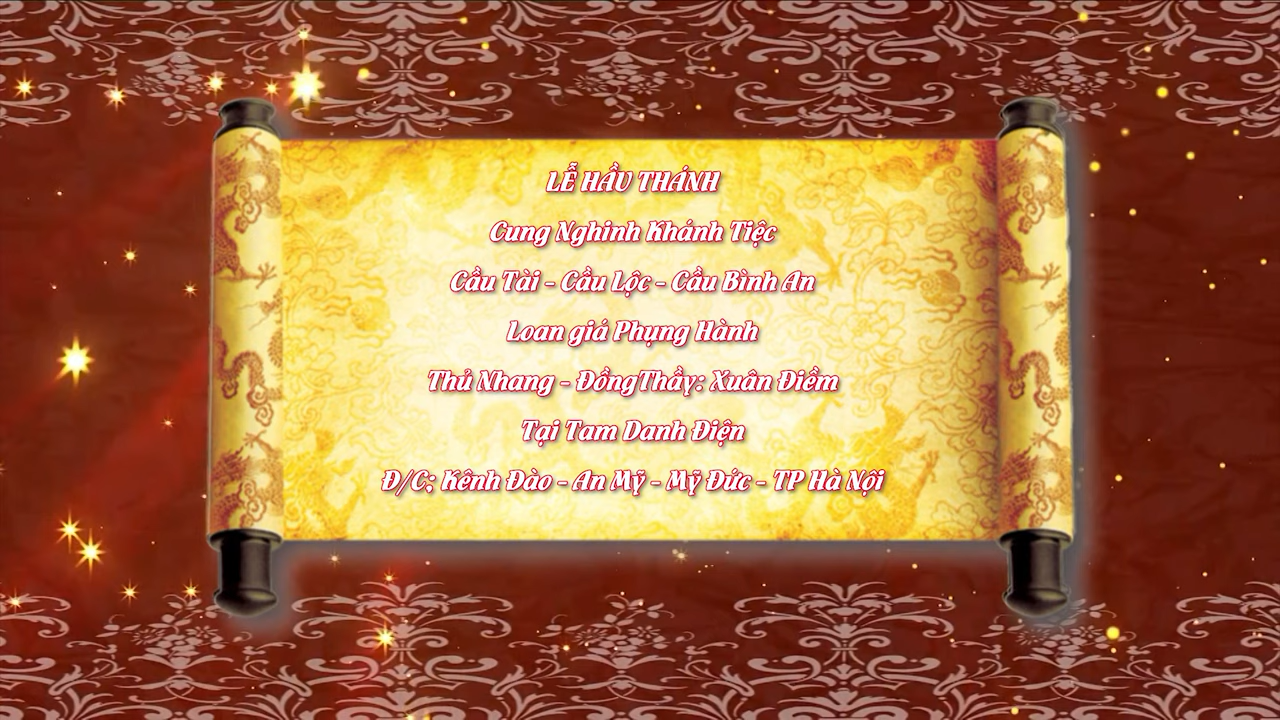 LỄ HẦU THÁNH
Cung Nghinh Khánh Tiệc
Cầu Tài - Cầu Lộc - Cầu Bình An
Loan giá Phụng Hành
Thủ Nhang - ĐồngThầy: Xuân Điềm
Tại Tam Danh Điện
Đ/C: Kênh Đào - An Mỹ - Mỹ Đức - TP Hà Nội